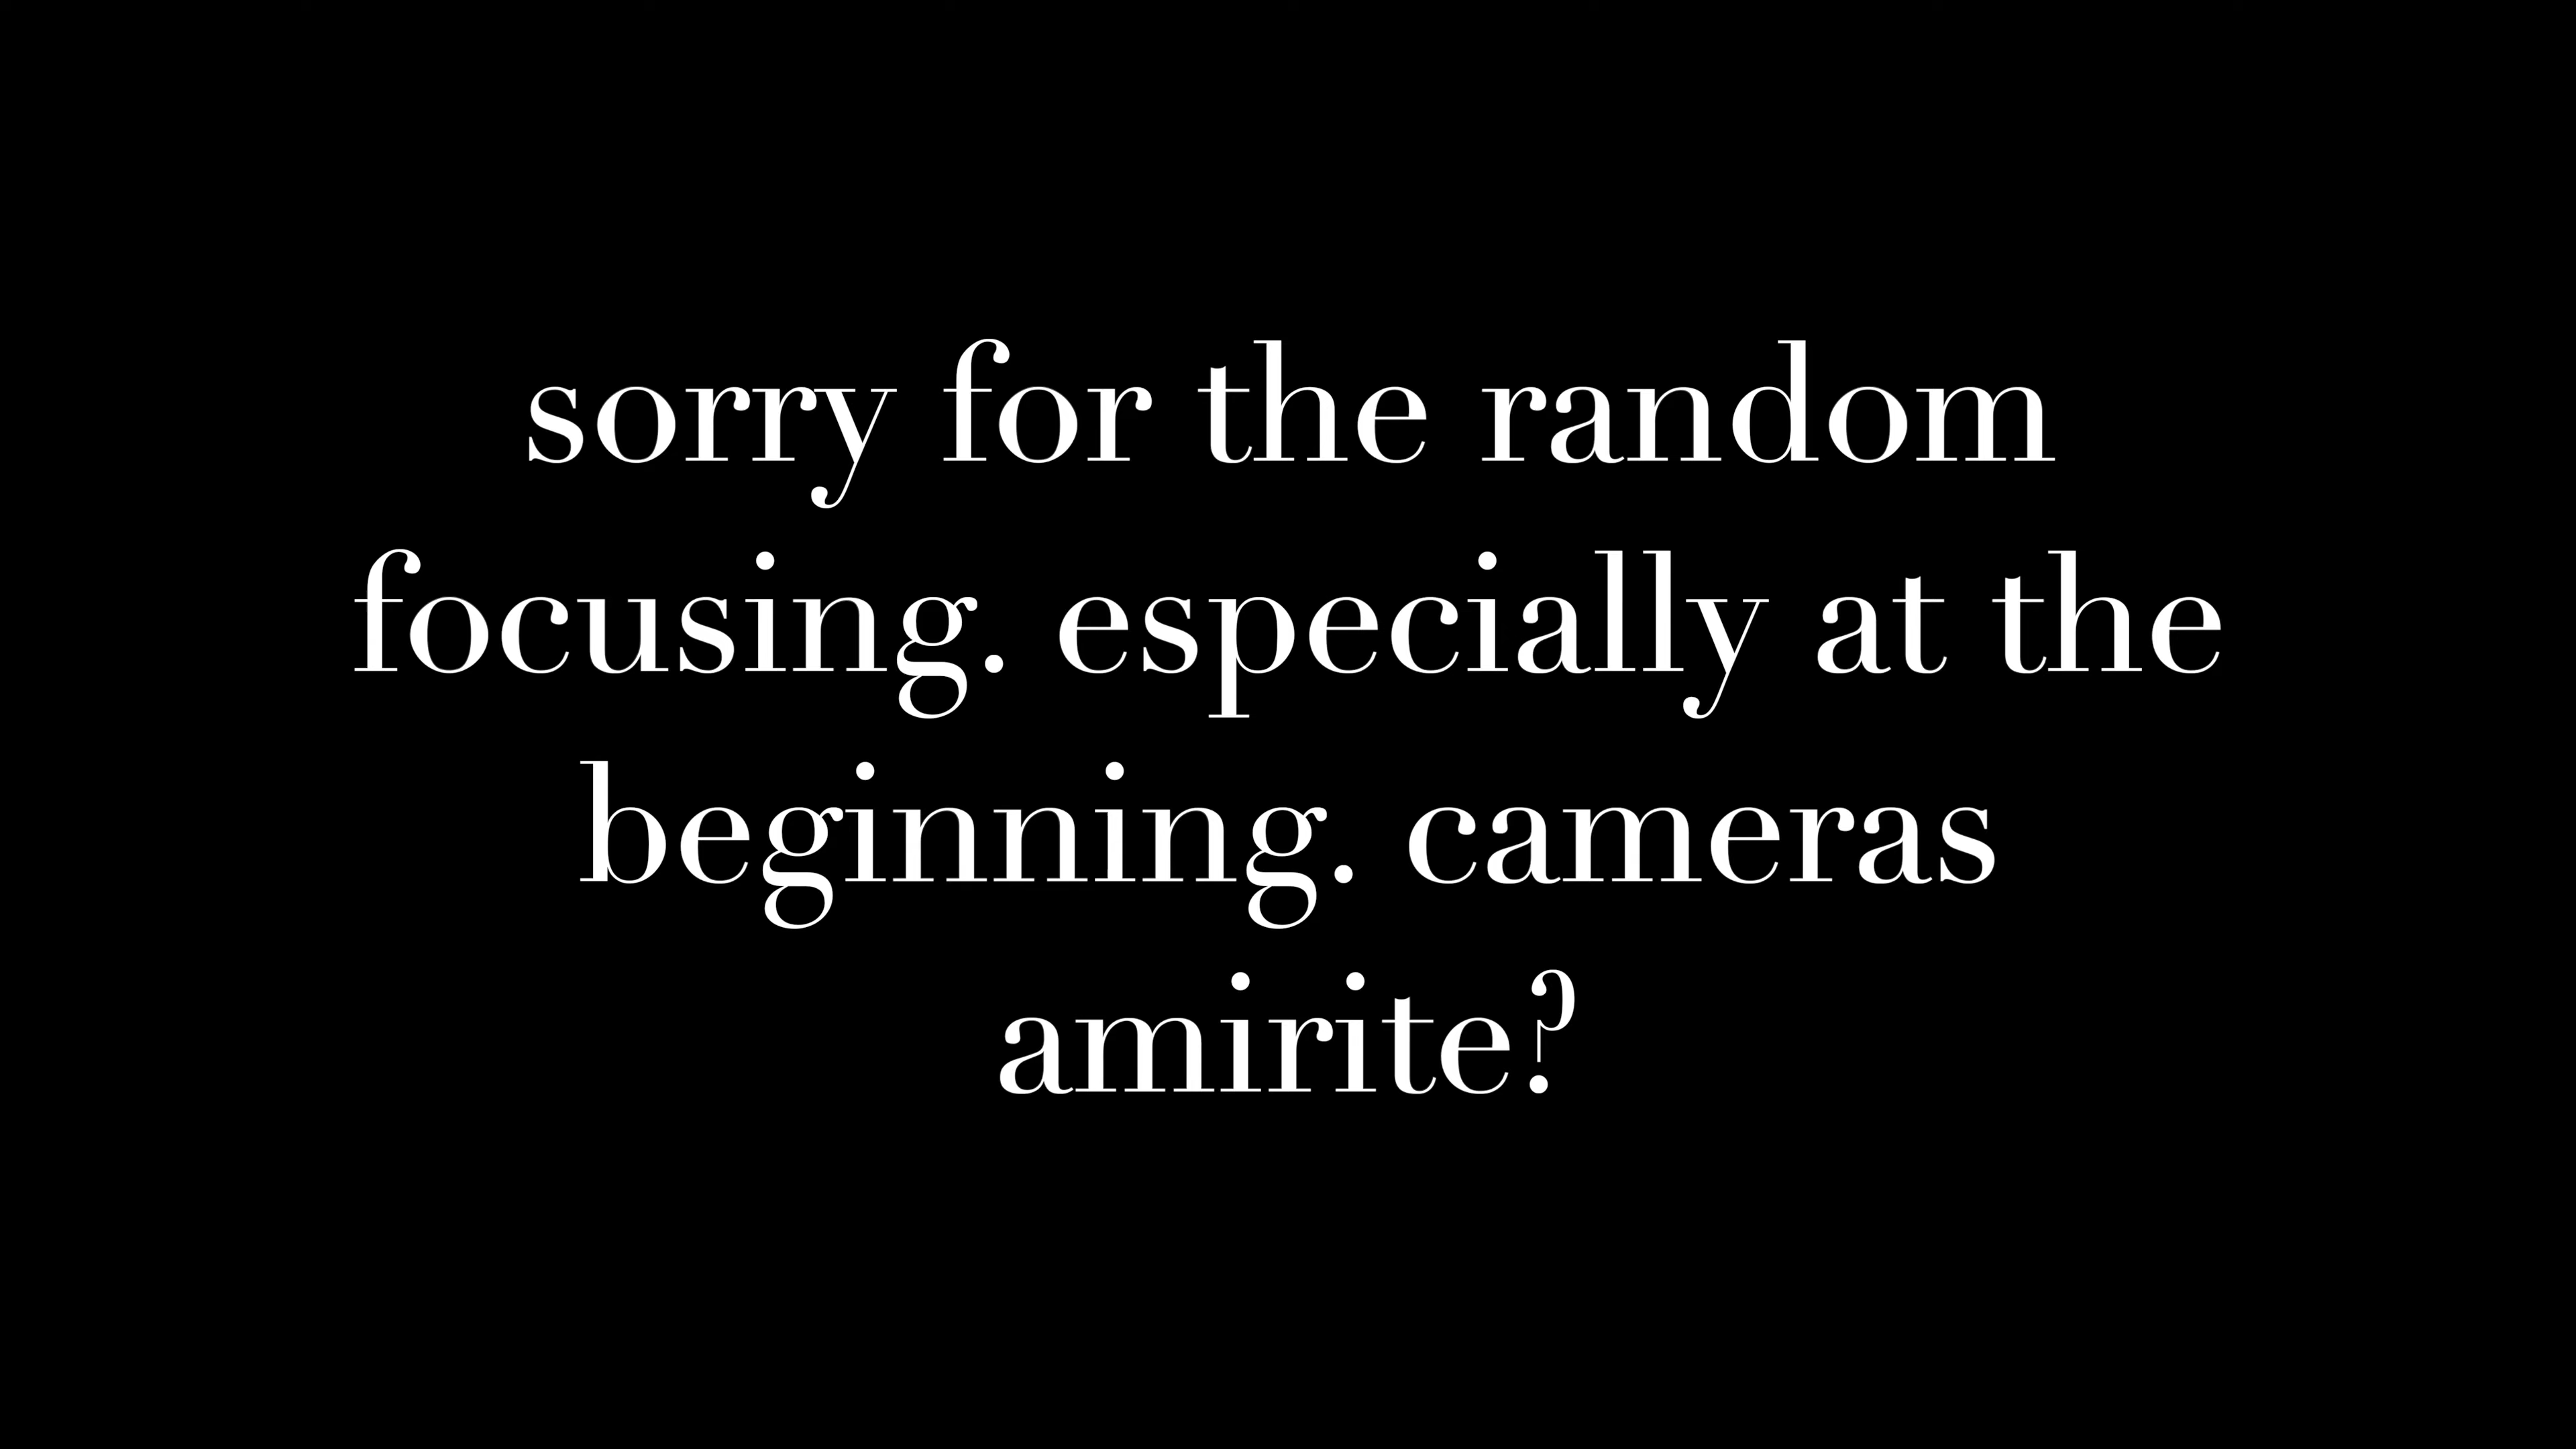 sorry for the random
focusing. especially at the
beginning. cameras
amirite?